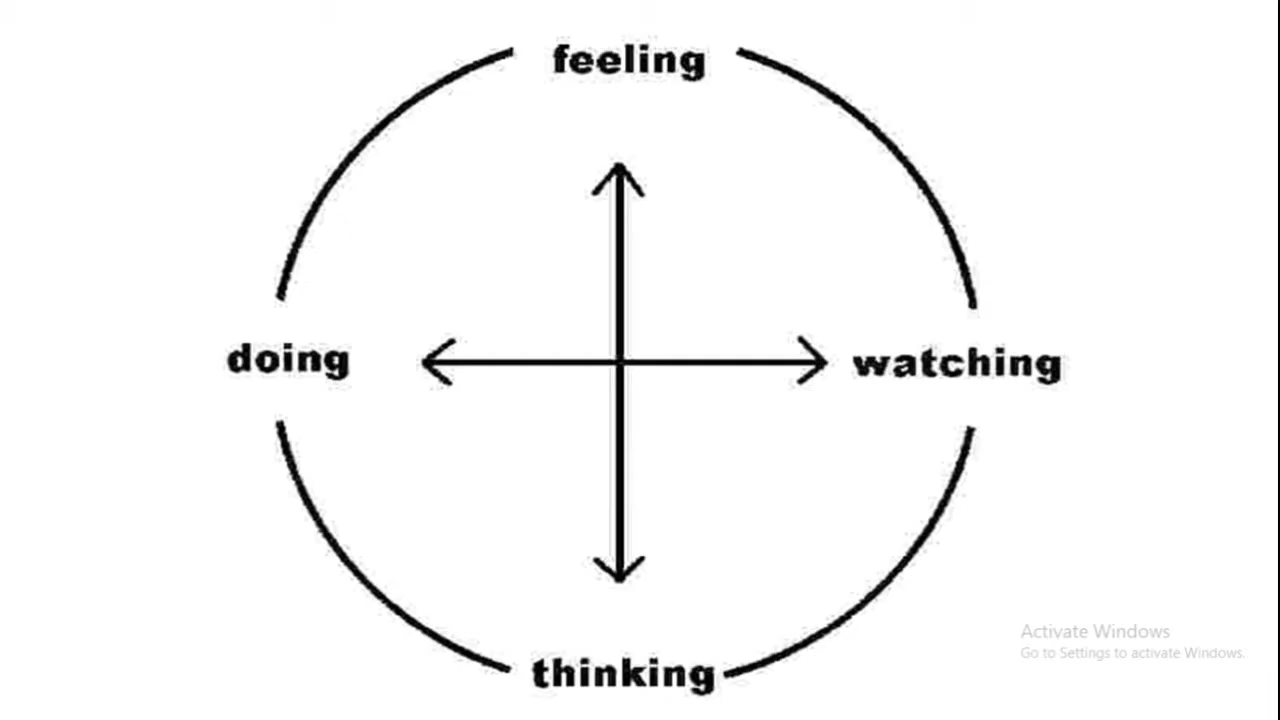 feeling
doing
watching
thinking
Activate Windows
Go to Settings to activate Windows.